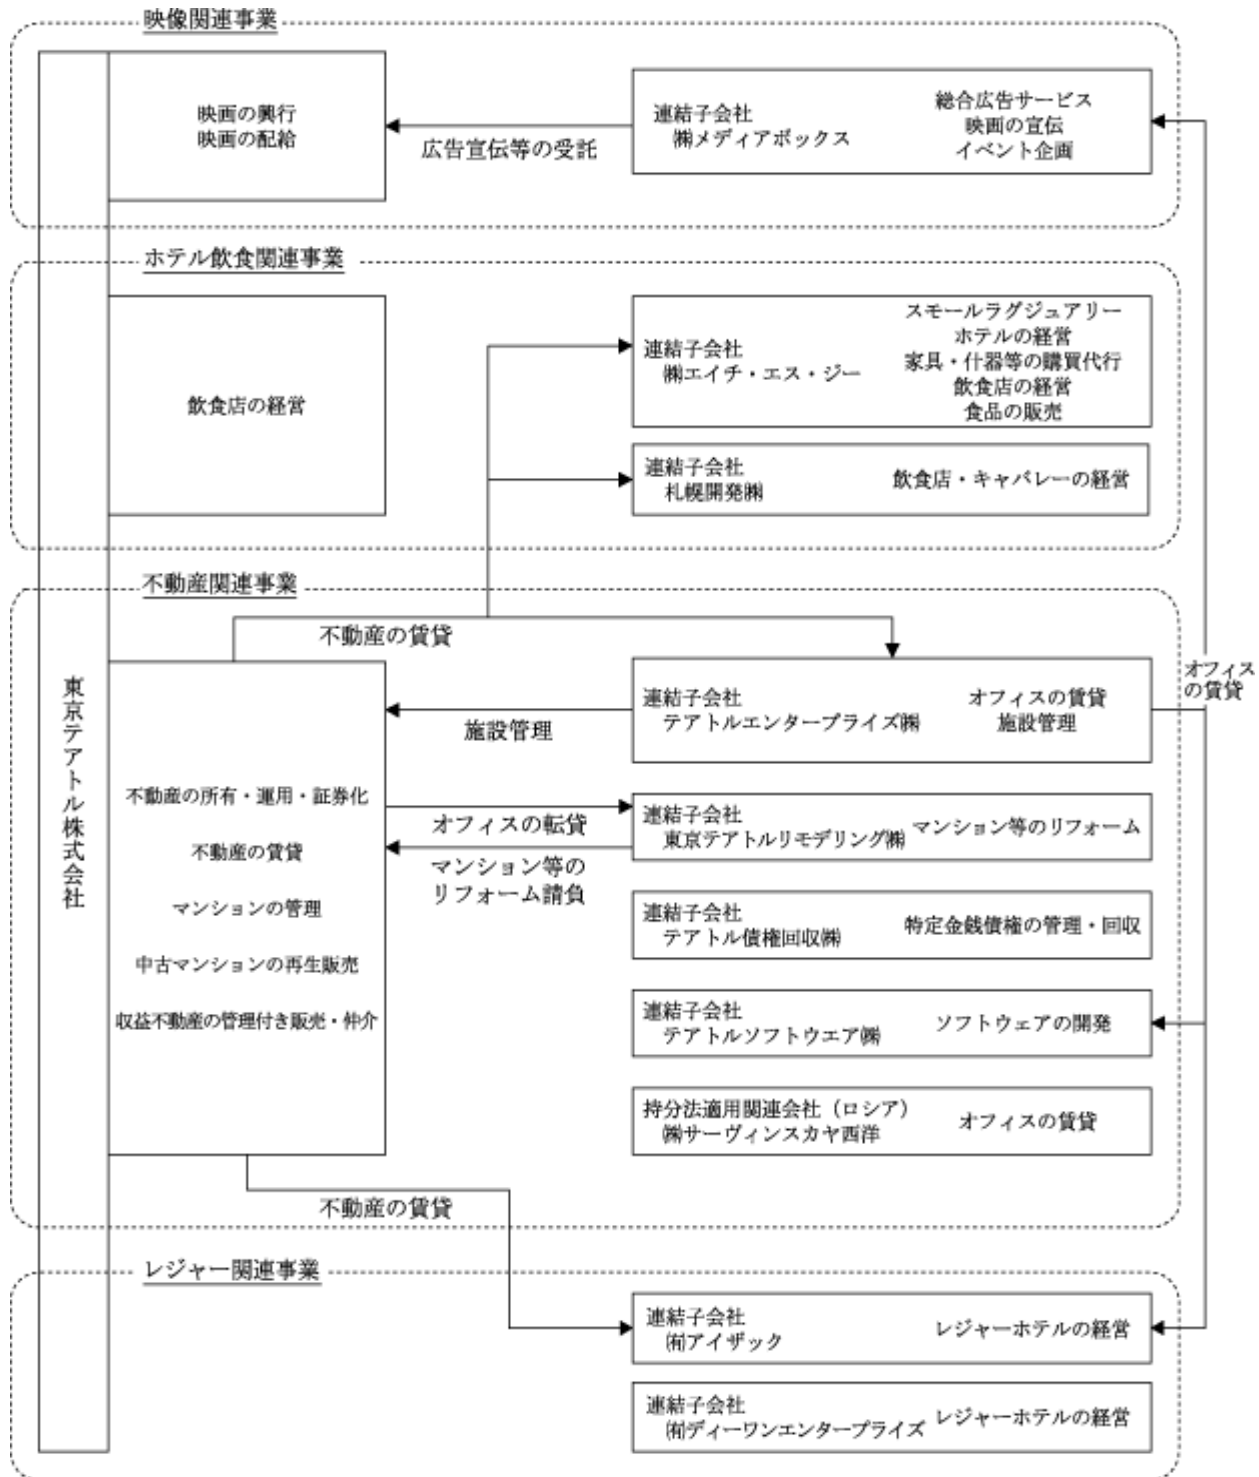 映像関連事業
映画の興行
映画の配給
広告宣伝等の受託
連結子会社
㈱メディアボックス
総合広告サービス
映画の宣伝
イベント企画
ホテル飲食関連事業
飲食店の経営
連結子会社
㈱エイチ・エス・ジー
スモールラグジュアリー
ホテルの経営
家具・什器等の購買代行
飲食店の経営
食品の販売
連結子会社
札幌開発㈱
飲食店・キャバレーの経営
不動産関連事業
不動産の賃貸
東京テアトル株式会社
オフィス
の賃貸
連結子会社
テアトルエンタープライズ㈱
オフィスの賃貸
施設管理
施設管理
不動産の所有・運用・証券化
不動産の賃貸
マンションの管理
中古マンションの再生販売
収益不動産の管理付き販売・仲介
オフィスの転貸
マンション等の
リフォーム請負
連結子会社
東京テアトルリモデリング㈱
マンション等のリフォーム
連結子会社
テアトル債権回収㈱
特定金銭債権の管理・回収
連結子会社
テアトルソフトウエア㈱
ソフトウェアの開発
持分法適用関連会社（ロシア）
㈱サーヴィンスカヤ西洋
オフィスの賃貸
不動産の賃貸
レジャー関連事業
連結子会社
㈲アイザック
レジャーホテルの経営
連結子会社
㈲ディーワンエンタープライズ
レジャーホテルの経営